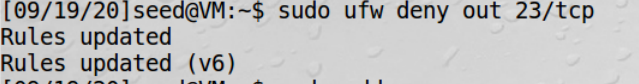 [09/19/20]seed@VM:~$ sudo ufw deny out 23/tcp
Rules updated
Rules updated (v6)